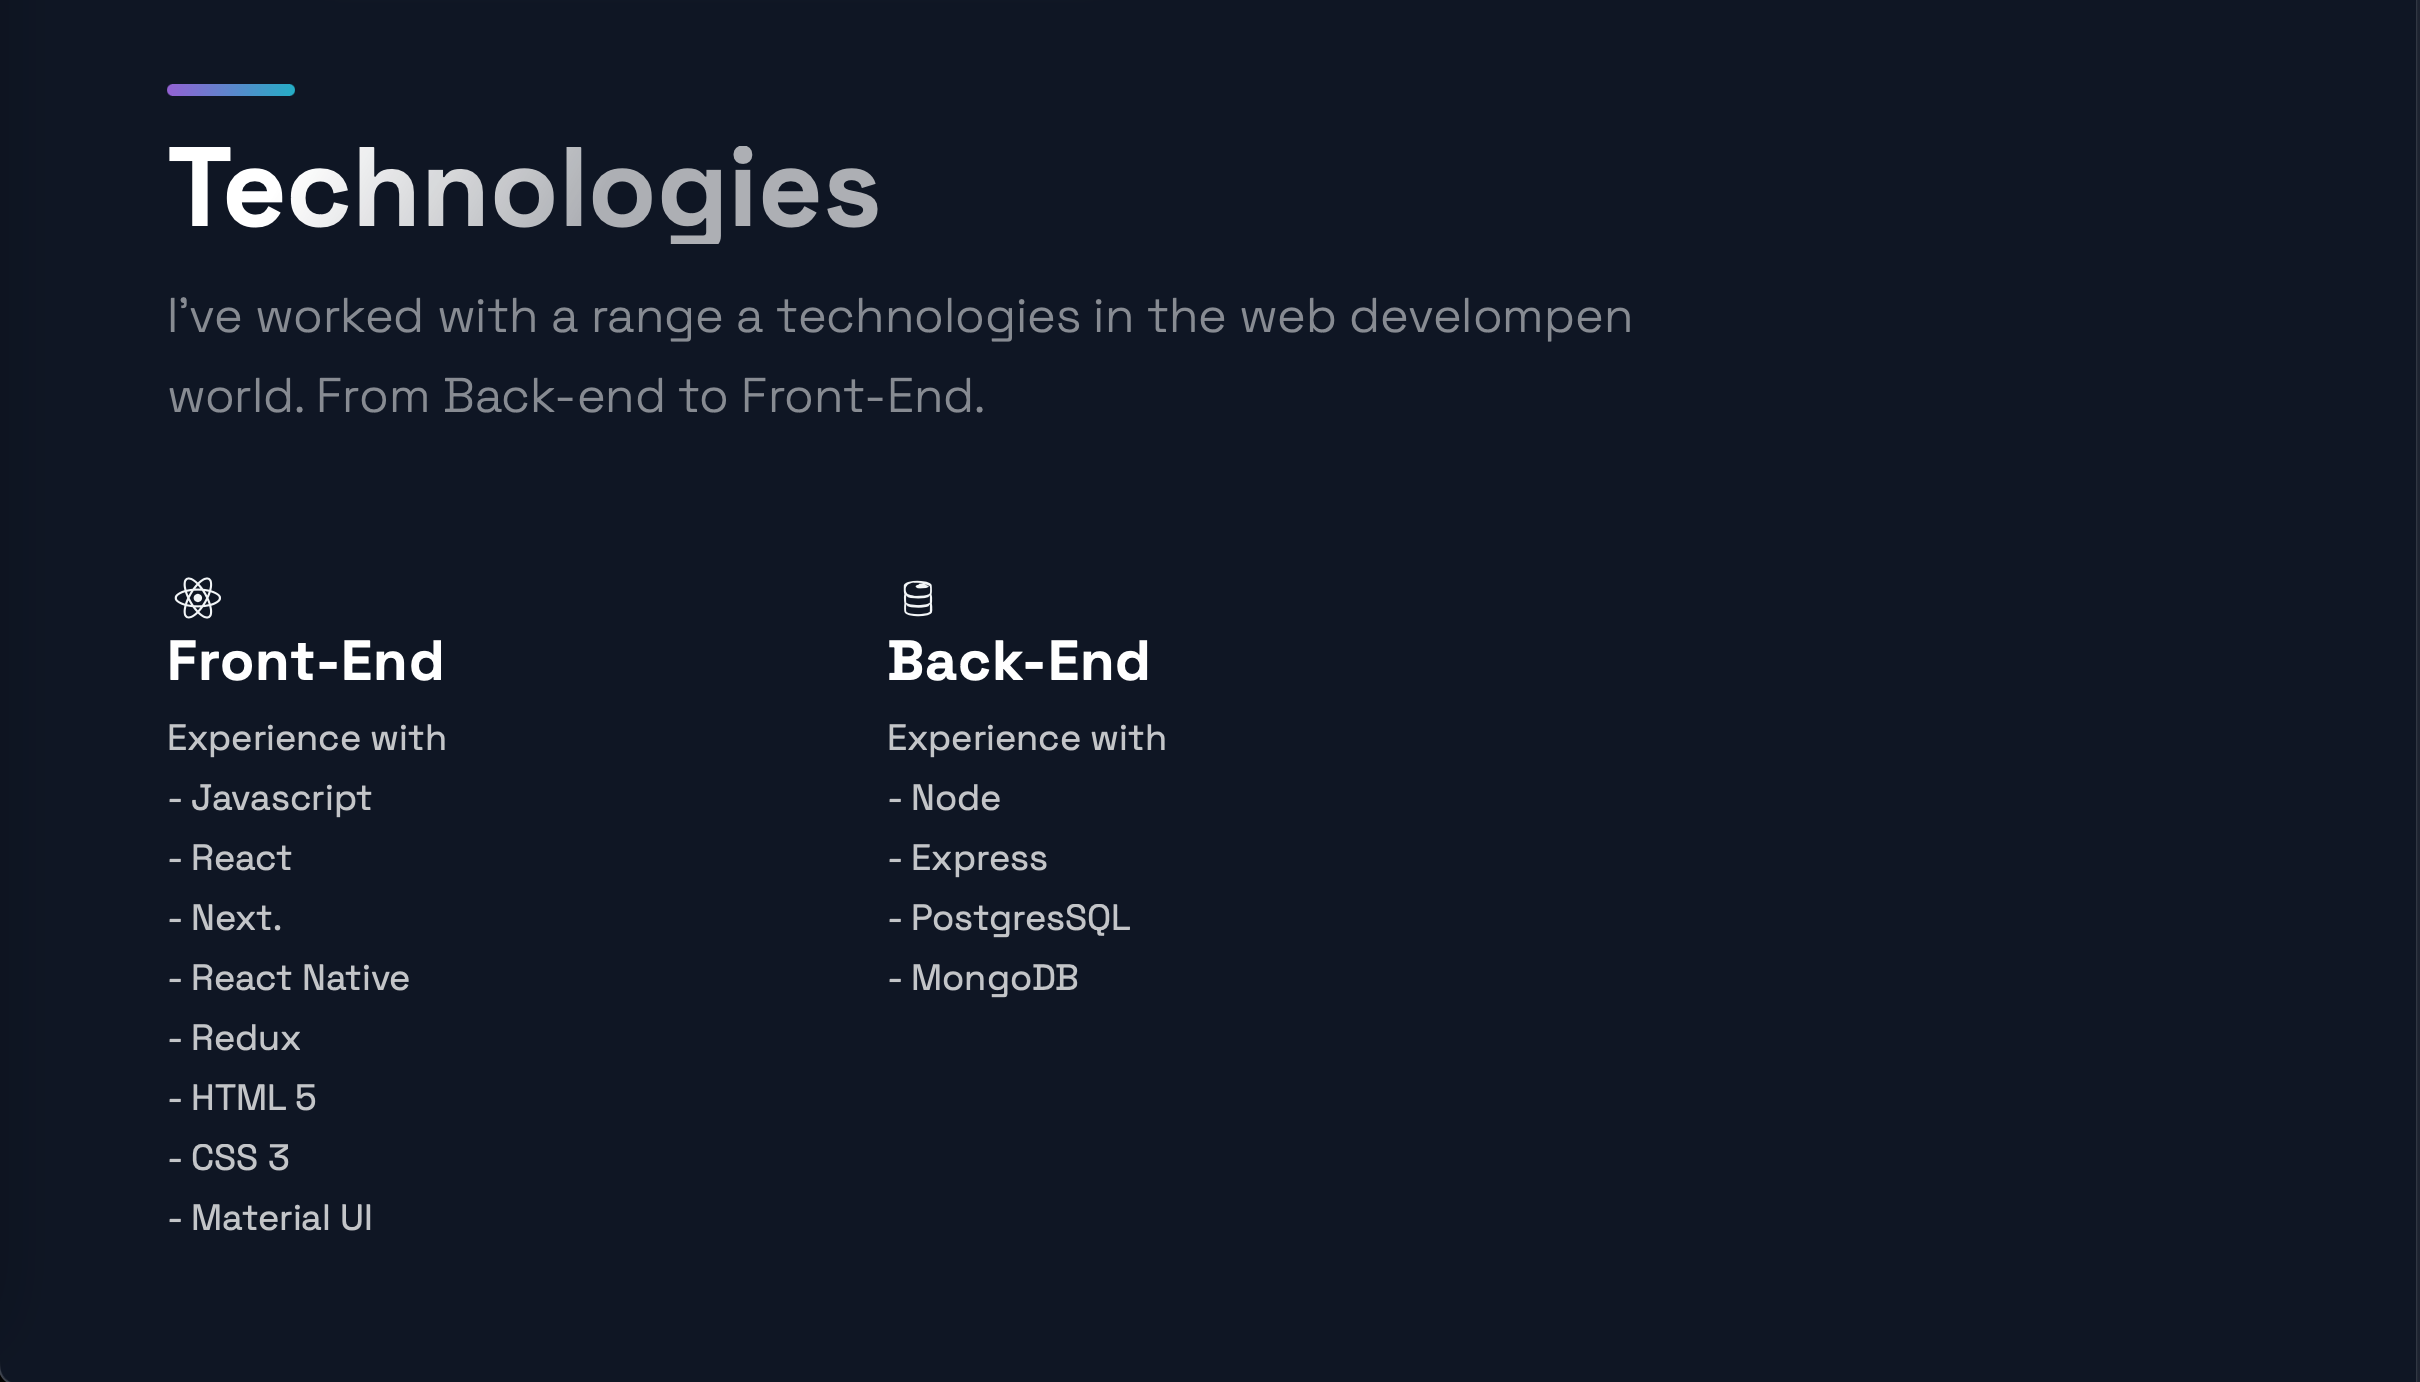 Technologies
I've worked with a range a technologies in the web develompen
world. From Back-end to Front-End.
Front-End
Experience with
- Javascript
- React
- Next.
- React Native
- Redux
- HTML 5
- CSS 3
- Material UI
Back-End
Experience with
- Node
- Express
- PostgresSQL
- MongoDB